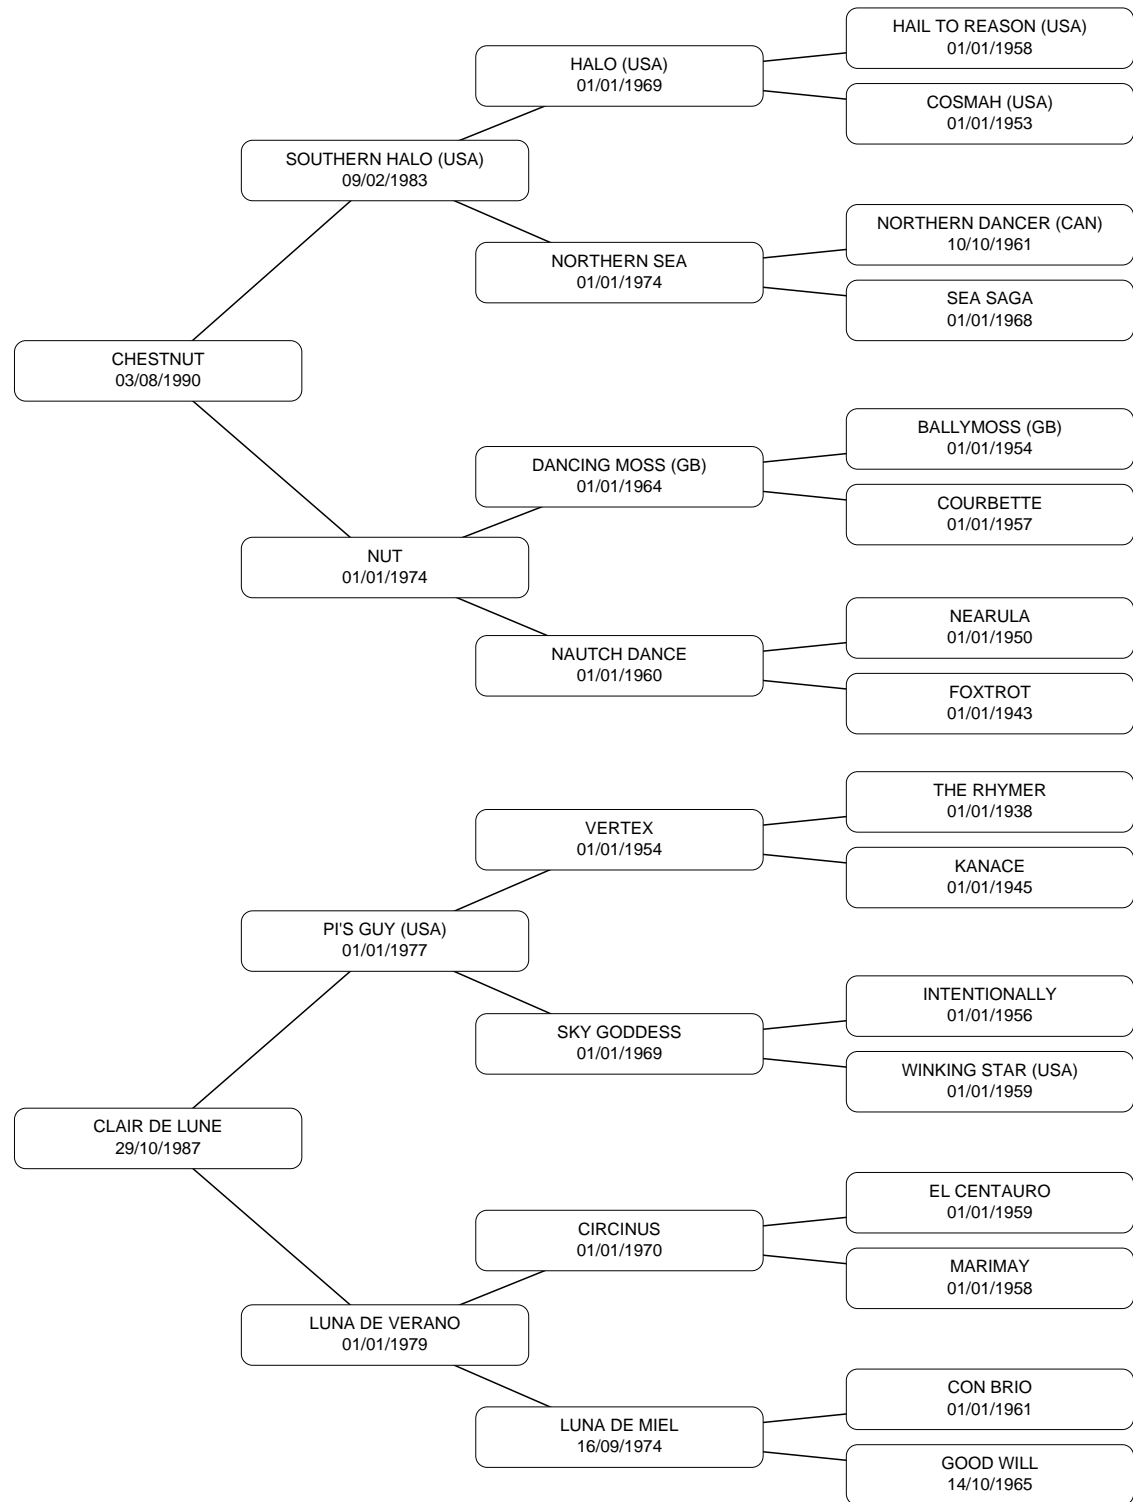 HAIL TO REASON (USA)
01/01/1958
HALO (USA)
01/01/1969
COSMAH (USA)
01/01/1953
SOUTHERN HALO (USA)
09/02/1983
NORTHERN DANCER (CAN)
10/10/1961
NORTHERN SEA
01/01/1974
SEA SAGA
01/01/1968
CHESTNUT
03/08/1990
BALLYMOSS (GB)
01/01/1954
DANCING MOSS (GB)
01/01/1964
COURBETTE
01/01/1957
NUT
01/01/1974
NEARULA
01/01/1950
NAUTCH DANCE
01/01/1960
FOXTROT
01/01/1943
THE RHYMER
01/01/1938
VERTEX
01/01/1954
KANACE
01/01/1945
PI'S GUY (USA)
01/01/1977
INTENTIONALLY
01/01/1956
SKY GODDESS
01/01/1969
WINKING STAR (USA)
01/01/1959
CLAIR DE LUNE
29/10/1987
EL CENTAURO
01/01/1959
CIRCINUS
01/01/1970
MARIMAY
01/01/1958
LUNA DE VERANO
01/01/1979
CON BRIO
01/01/1961
LUNA DE MIEL
16/09/1974
GOOD WILL
14/10/1965